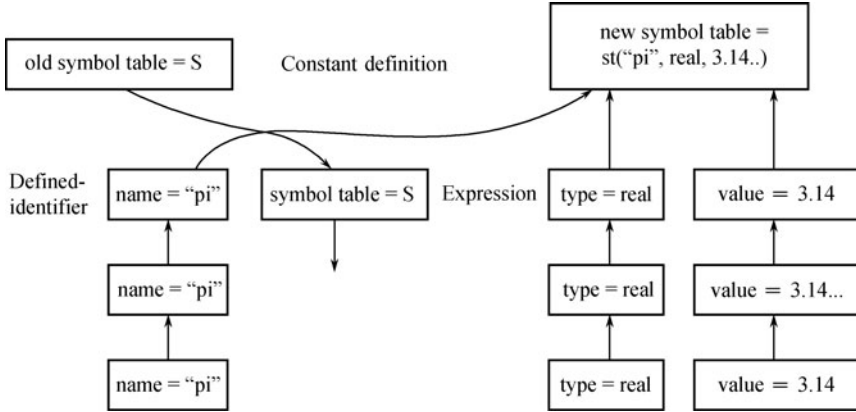 old symbol table = S
Constant definition
new symbol table =
st(“pi”, real, 3.14..)
Defined-
identifier
name = “pi”
symbol table = S
Expression
type = real
value = 3.14
name = “pi”
type = real
value = 3.14...
name = “pi”
type = real
value = 3.14